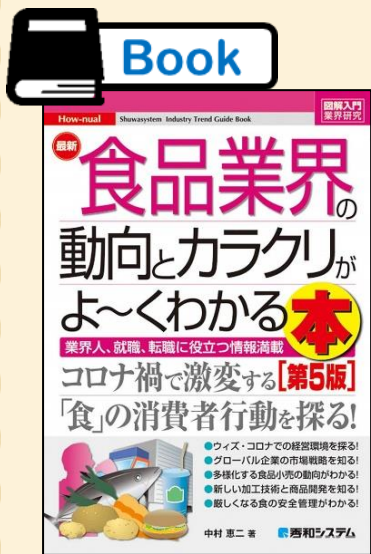 Book
How-nual Shuwasystem Industry Trend Guide Book
図解入門
業界研究
最新
食品業界の
動向とカラクリが
よ〜くわかる本
業界人、就職、転職に役立つ情報満載
コロナ禍で激変する[第5版]
「食」の消費者行動を探る!
●ウィズ・コロナでの経営環境を探る!
●グローバル企業の市場戦略を知る!
●多様化する食品小売の動向がわかる!
●新しい加工技術と商品開発を知る!
●厳しくなる食の安全管理がわかる!
中村 恵二 著
秀和システム